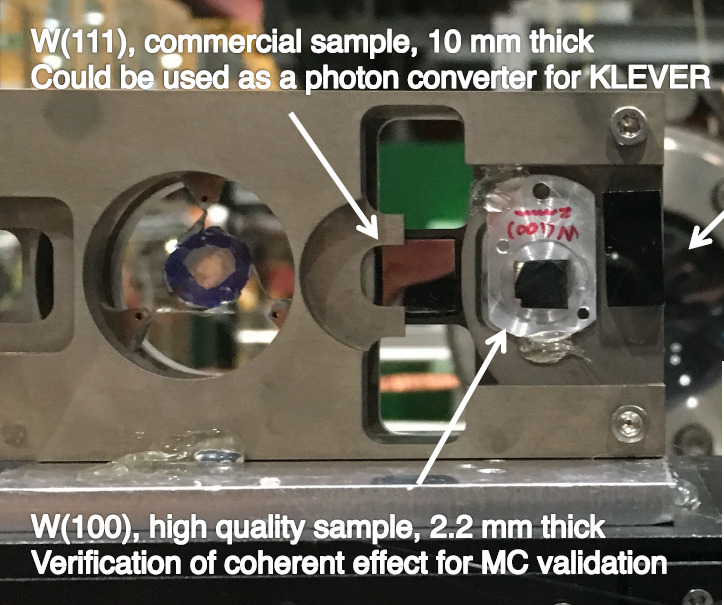 W(111), commercial sample, 10 mm thick
Could be used as a photon converter for KLEVER
W(100)
2mm
W(100), high quality sample, 2.2 mm thick
Verification of coherent effect for MC validation